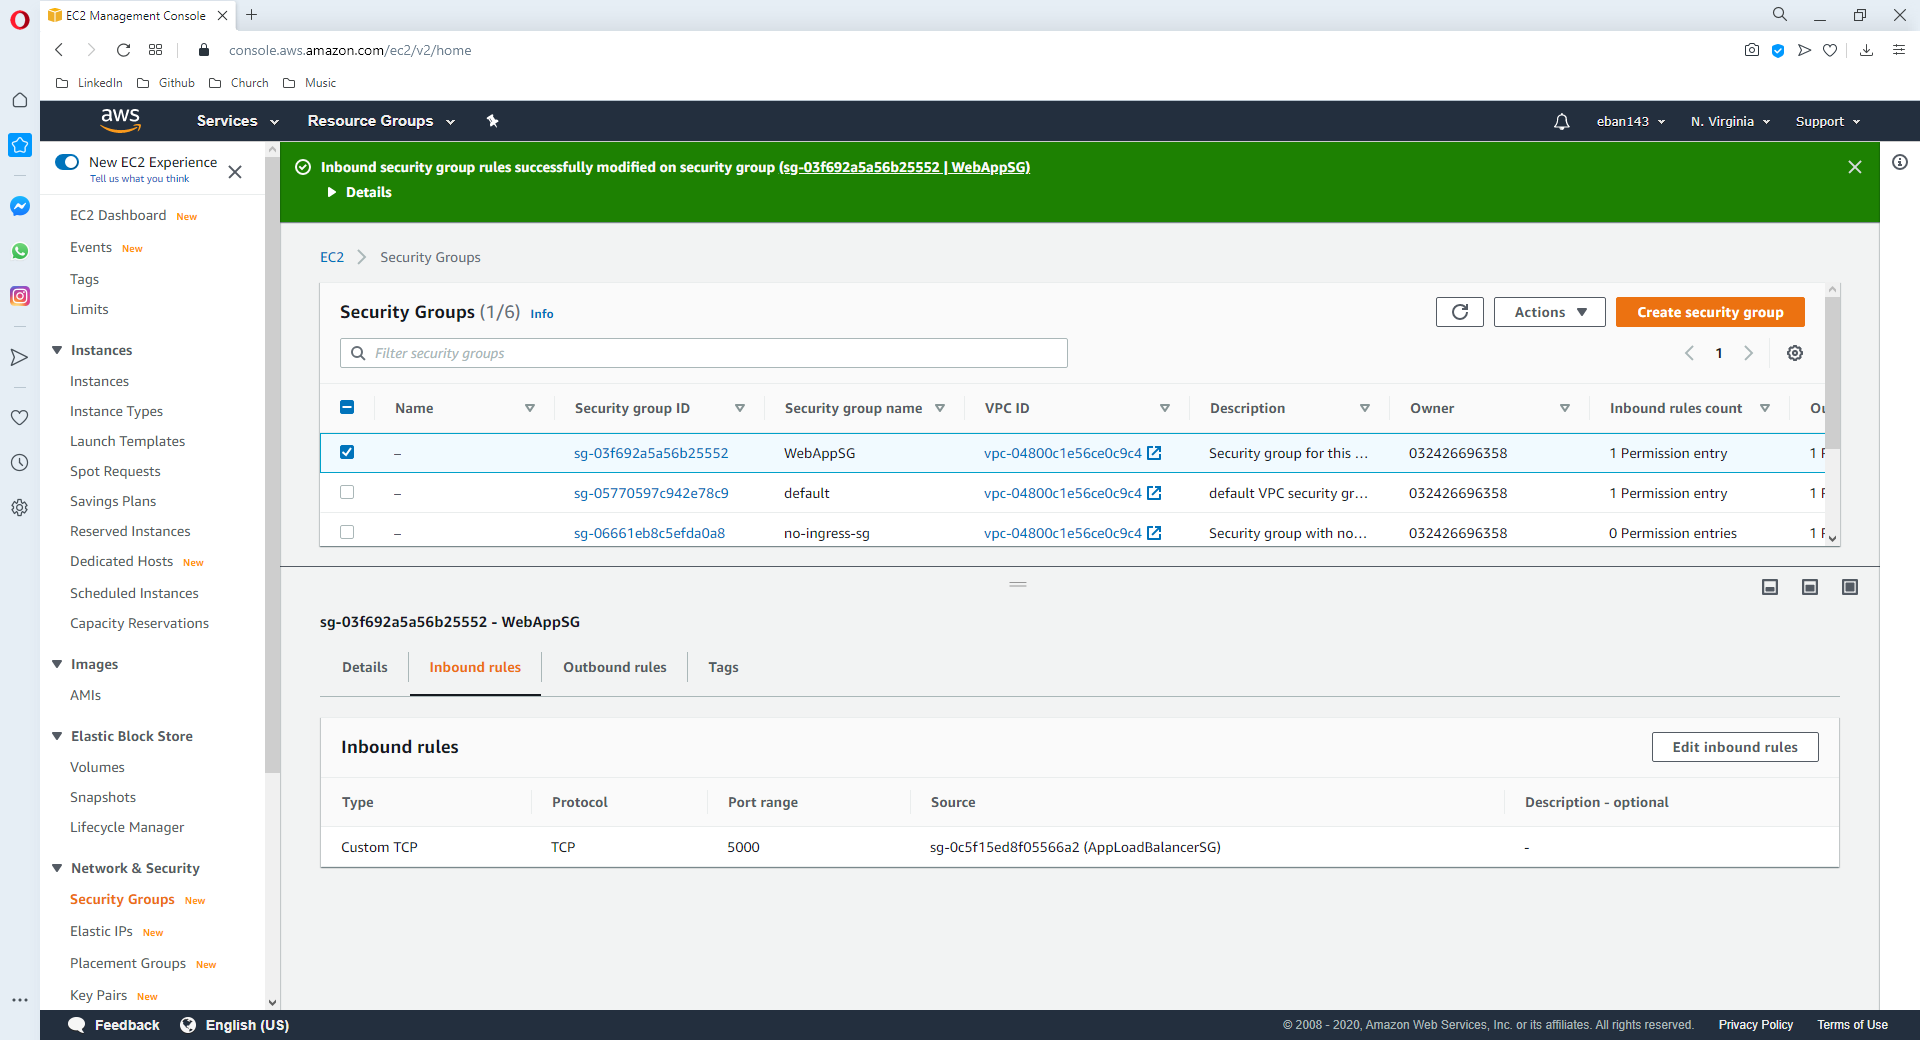 EC2 Management Console
console.aws.amazon.com/ec2/v2/home
LinkedIn Github Church Music
aws Services Resource Groups eban143 N. Virginia Support
New EC2 Experience
Tell us what you think
EC2 Dashboard New
Events New
Tags
Limits
Instances
Instances
Instance Types
Launch Templates
Spot Requests
Savings Plans
Reserved Instances
Dedicated Hosts New
Scheduled Instances
Capacity Reservations
Images
AMIs
Elastic Block Store
Volumes
Snapshots
Lifecycle Manager
Network & Security
Security Groups New
Elastic IPs New
Placement Groups New
Key Pairs New
Inbound security group rules successfully modified on security group (sg-03f692a5a56b25552 | WebAppSG)
Details
EC2 Security Groups
Security Groups (1/6) Info
Actions Create security group
Filter security groups
1
Name Security group ID Security group name VPC ID Description Owner Inbound rules count
– sg-03f692a5a56b25552 WebAppSG vpc-04800c1e56ce0c9c4 Security group for this ... 032426696358 1 Permission entry 1
– sg-05770597c942e78c9 default vpc-04800c1e56ce0c9c4 default VPC security gr... 032426696358 1 Permission entry 1
– sg-06661eb8c5efda0a8 no-ingress-sg vpc-04800c1e56ce0c9c4 Security group with no... 032426696358 0 Permission entries 1
sg-03f692a5a56b25552 - WebAppSG
Details Inbound rules Outbound rules Tags
Inbound rules
Edit inbound rules
Type Protocol Port range Source Description - optional
Custom TCP TCP 5000 sg-0c5f15ed8f05566a2 (AppLoadBalancerSG) -
Feedback English (US) © 2008 - 2020, Amazon Web Services, Inc. or its affiliates. All rights reserved. Privacy Policy Terms of Use